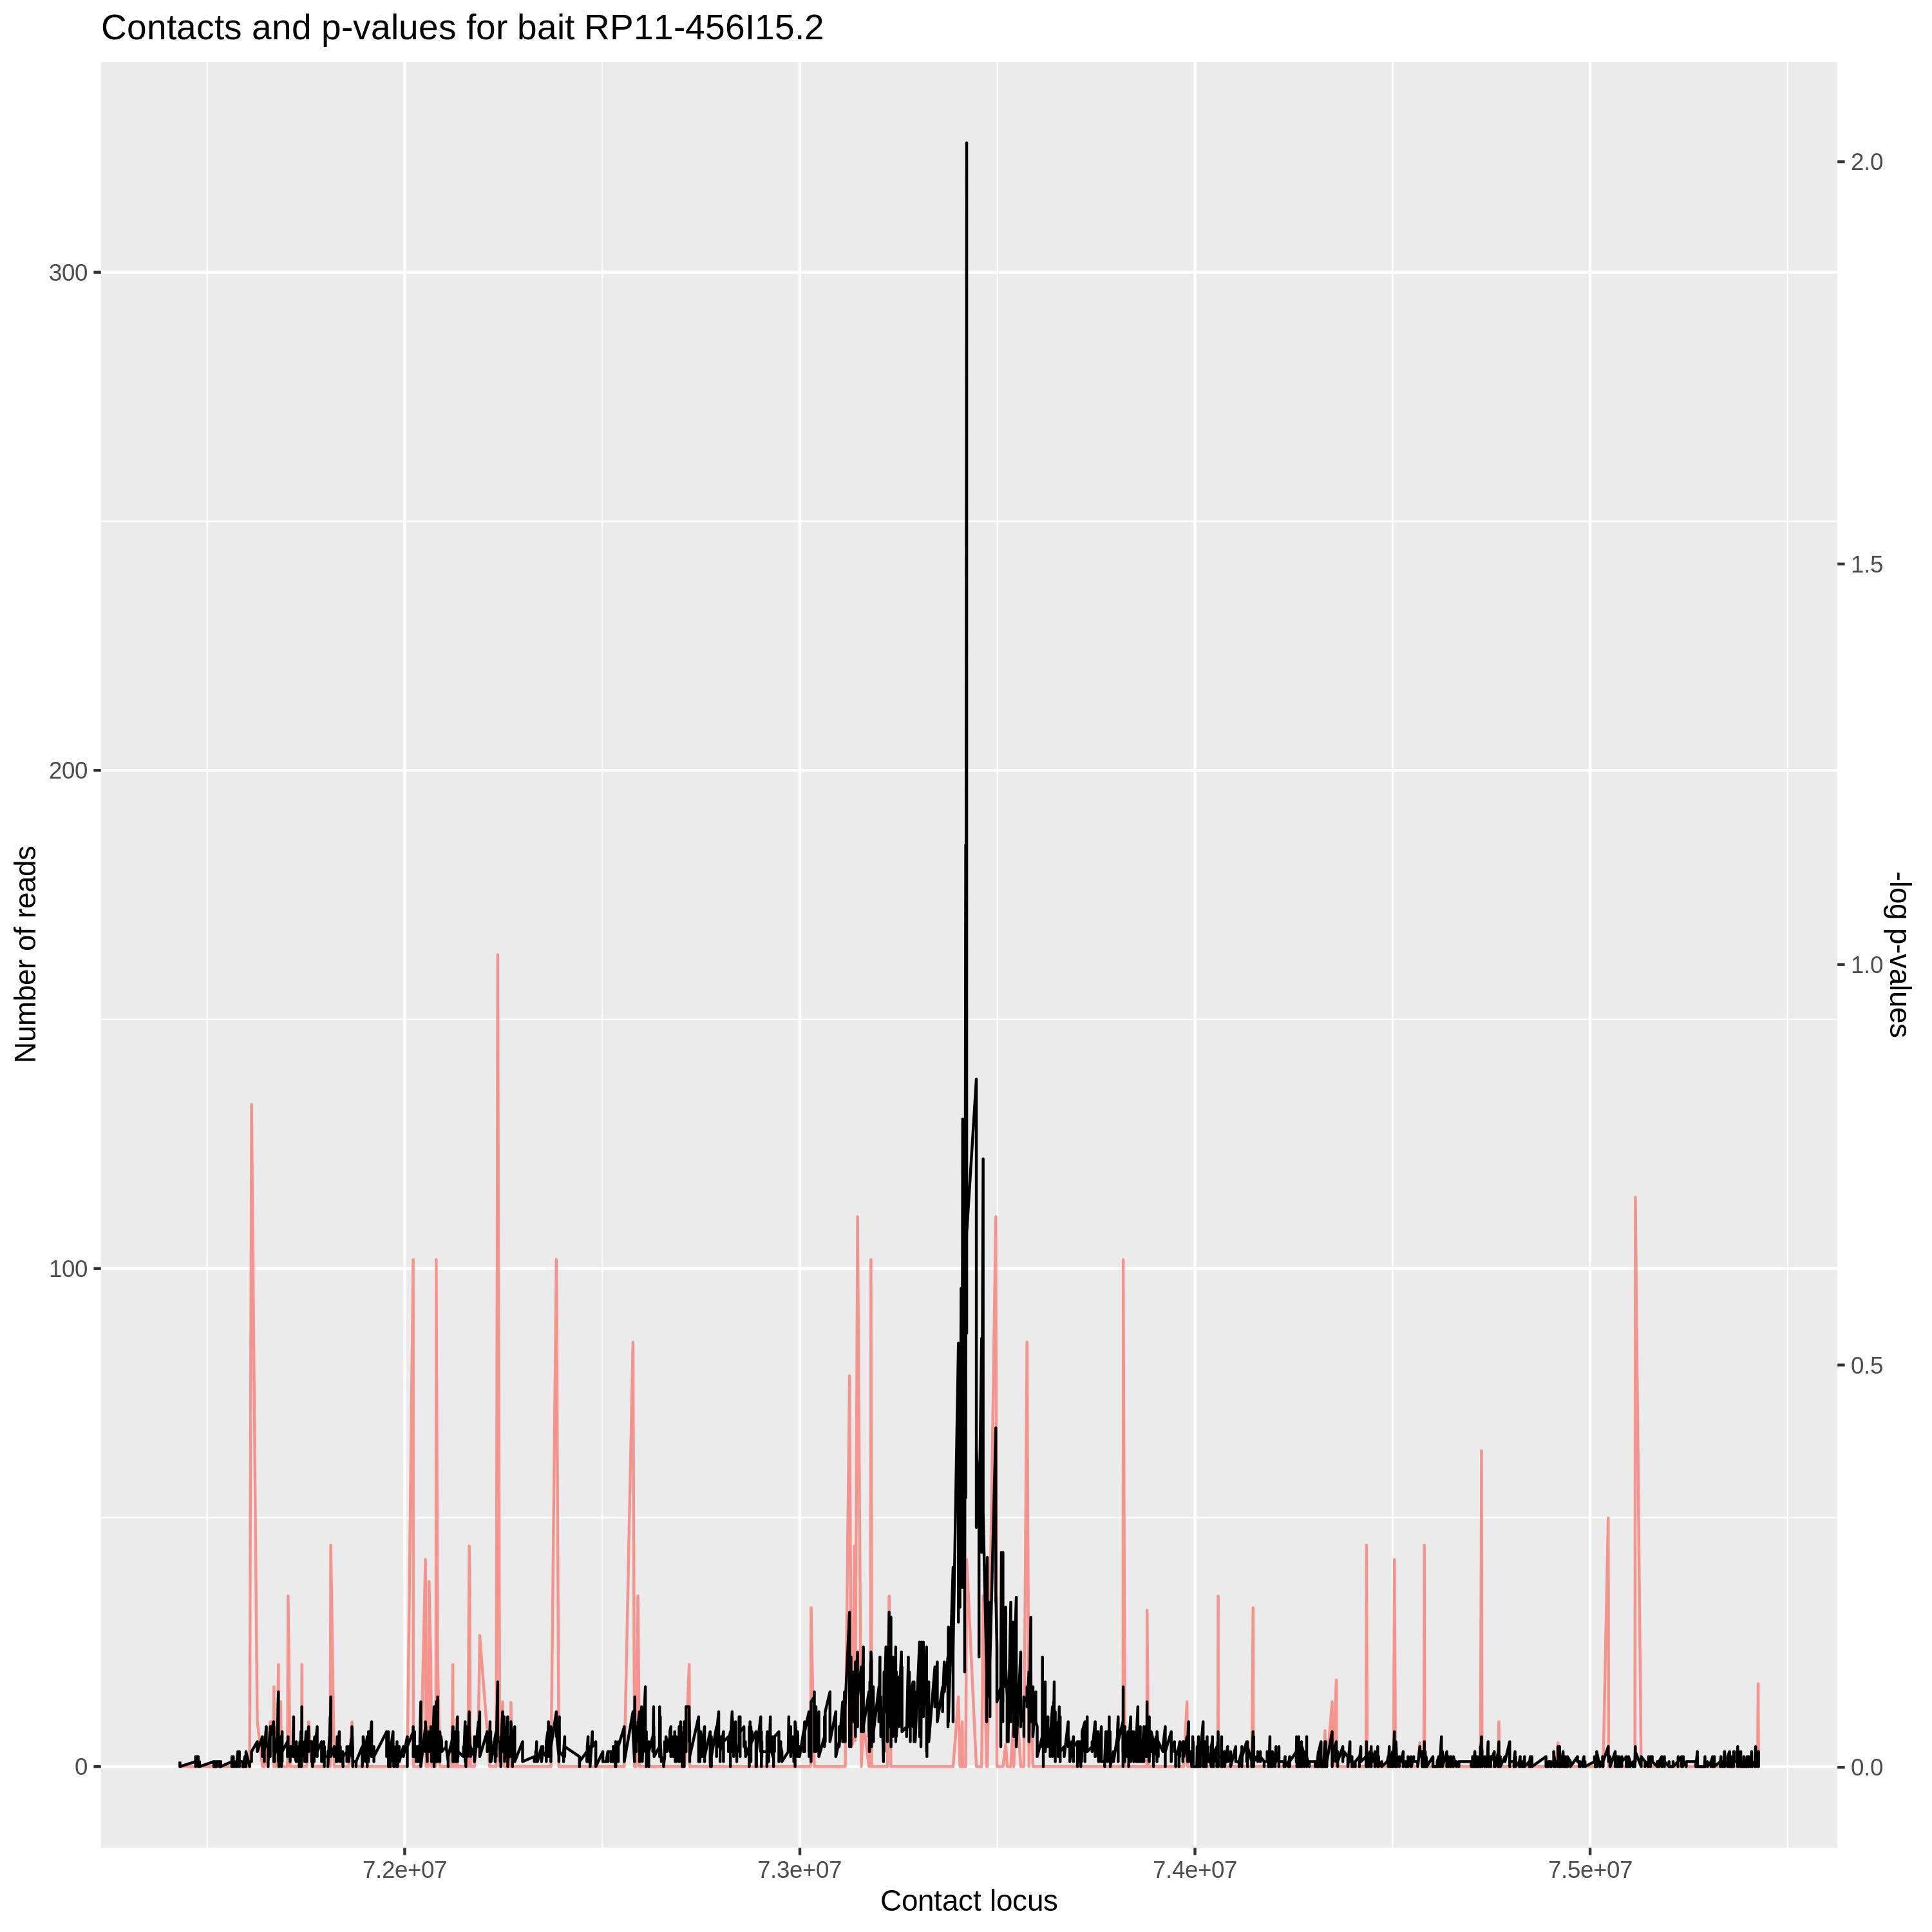 Contacts and p-values for bait RP11-456I15.2
Number of reads
300
200
100
0
2.0
1.5
1.0
0.5
0.0
-log p-values
7.2e+07
7.3e+07
7.4e+07
7.5e+07
Contact locus